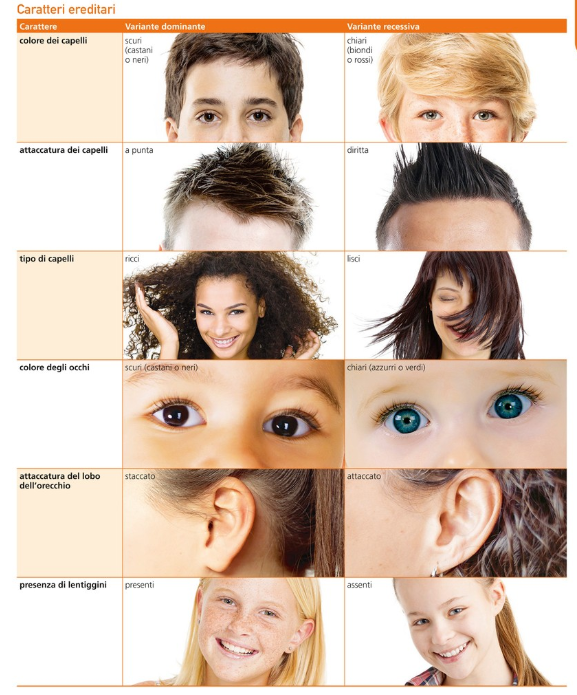 Caratteri ereditari
Carattere Variante dominante Variante recessiva
colore dei capelli
scuri
(castani
o neri)
chiari
(biondi
o rossi)
attaccatura dei capelli a punta diritta
tipo di capelli ricci lisci
colore degli occhi scuri (castani o neri) chiari (azzurri o verdi)
attaccatura del lobo
dell'orecchio
staccato attaccato
presenza di lentiggini presenti assenti